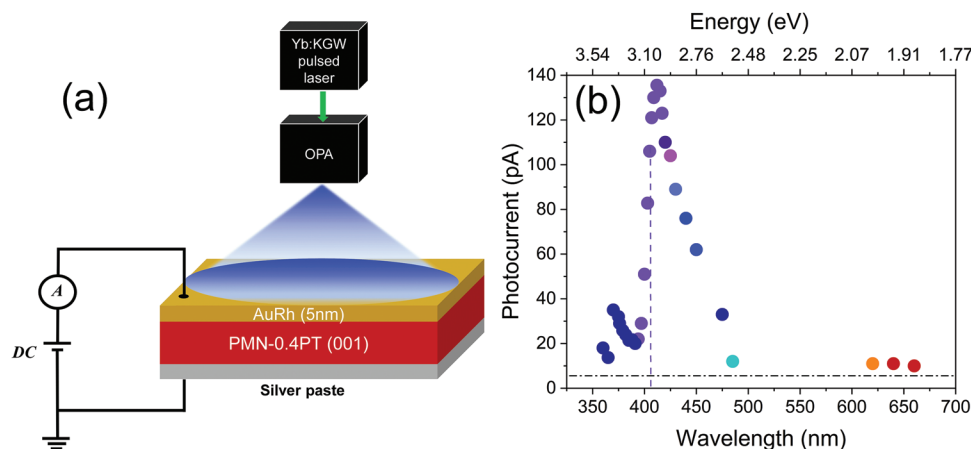 (a)
Yb:KGW
pulsed
laser
OPA
A
DC
AuRh (5nm)
PMN-0.4PT (001)
Silver paste
(b)
Energy (eV)
3.54 3.10 2.76 2.48 2.25 2.07 1.91 1.77
Photocurrent (pA)
140
120
100
80
60
40
20
0
350 400 450 500 550 600 650 700
Wavelength (nm)